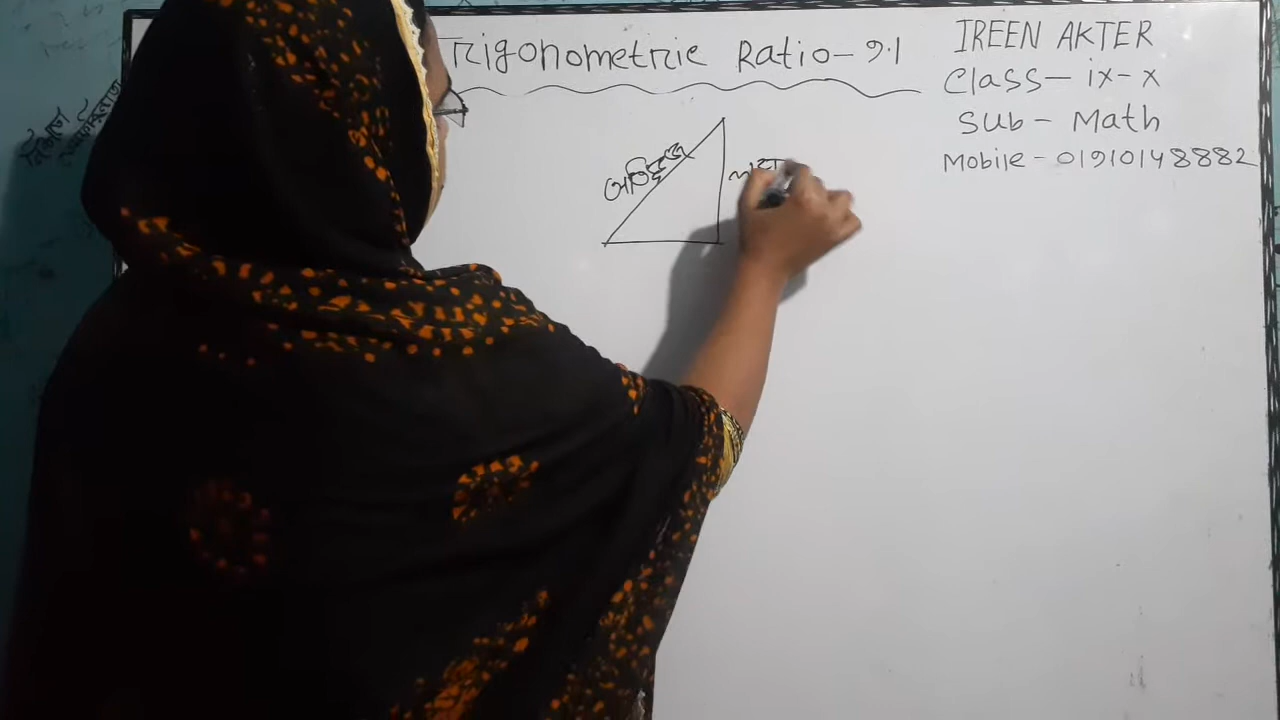 Trigonometric Ratio-9.1
IREEN AKTER
Class - ix-x
Sub - Math
Mobile - 01910148882
অতিভুজ